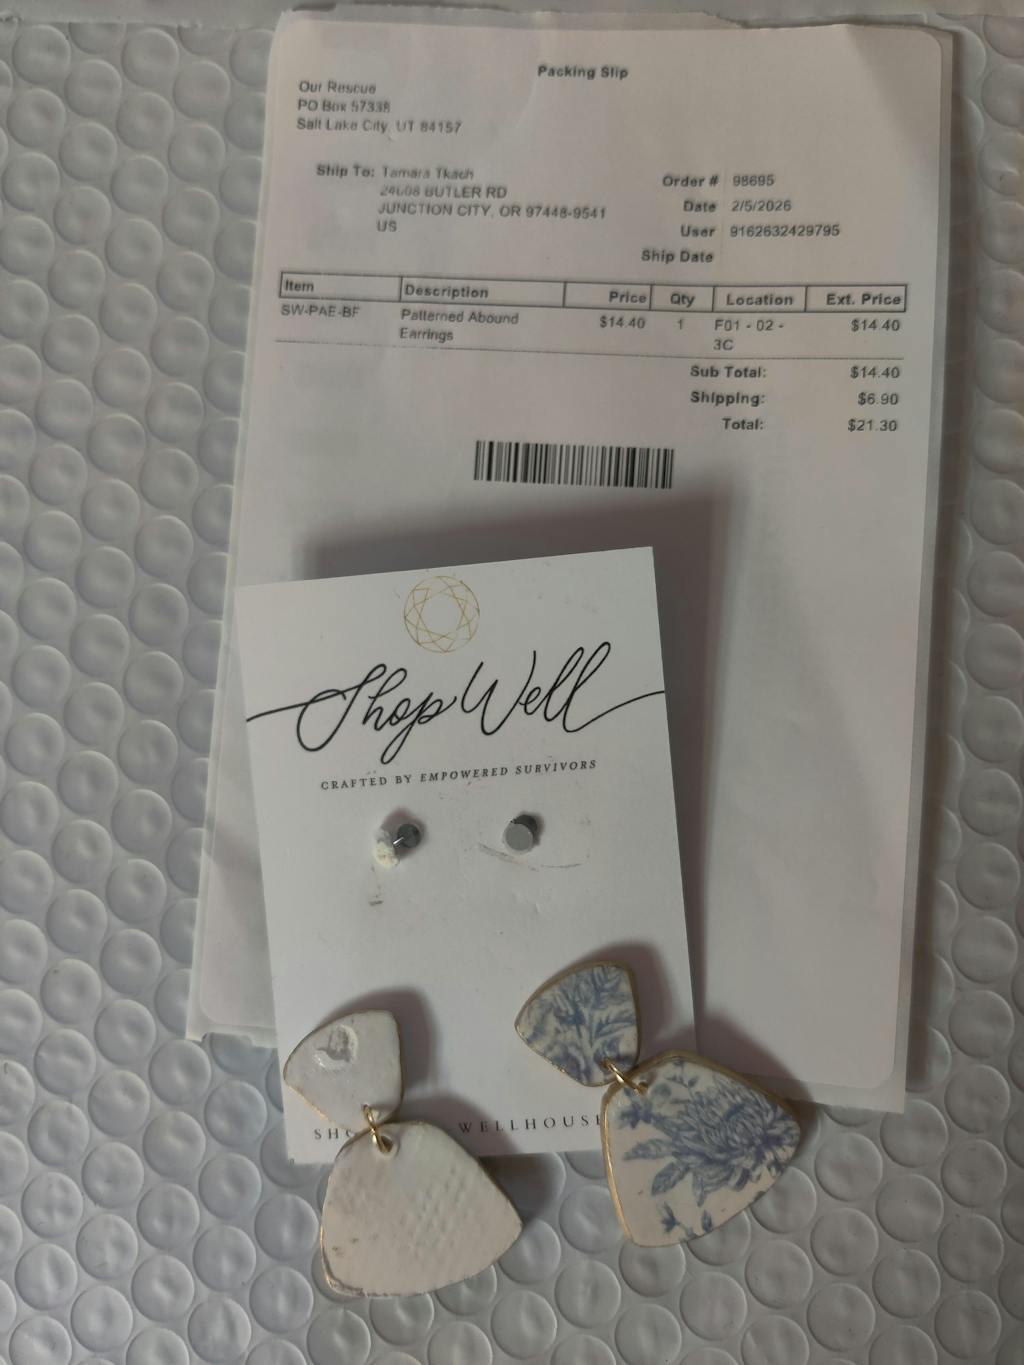 Packing Slip
Our Rescue
PO Box 57338
Salt Lake City, UT 84157
Ship To: Tamara Tkach
24608 BUTLER RD
JUNCTION CITY, OR 97448-9541
US
Order # 98695
Date 2/5/2026
User 9162632429795
Ship Date
Item Description Price Qty Location Ext. Price
SW-PAE-BF Patterned Abound Earrings $14.40 1 F01 - 02 - 3C $14.40
Sub Total: $14.40
Shipping: $6.90
Total: $21.30
Shop Well
CRAFTED BY EMPOWERED SURVIVORS
WELLHOUSE